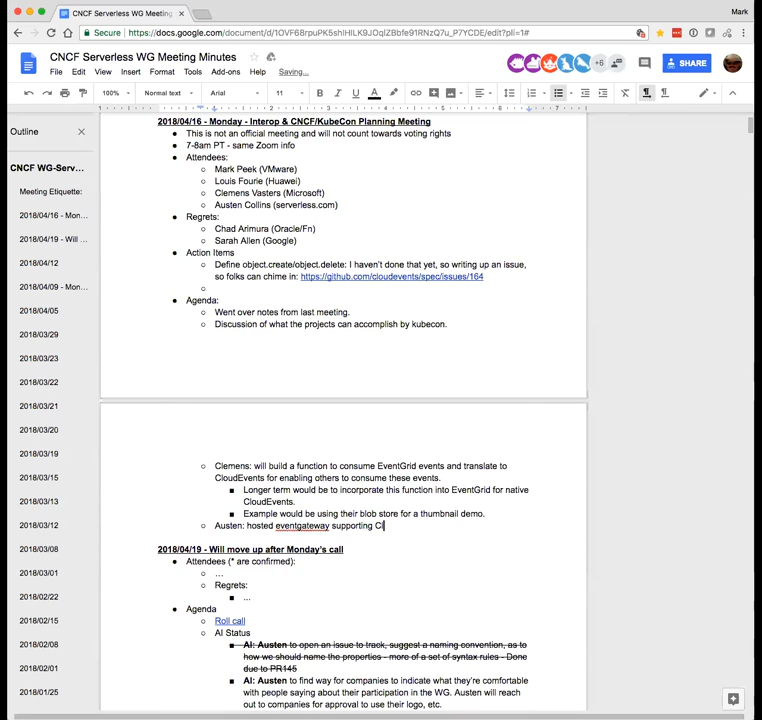 CNCF Serverless WG Meeting
Mark
Secure
https://docs.google.com/document/d/1OVF68rpuPK5shIHLK9JOqIZBbfe91RNzQ7u_P7YCDE/edit?pli=1#
CNCF Serverless WG Meeting Minutes
File Edit View Insert Format Tools Add-ons Help Saving...
+6
SHARE
100% Normal text Arial 11
1 1 2 3 4 5 6 7
Outline
CNCF WG-Serv...
Meeting Etiquette:
2018/04/16 - Mon...
2018/04/19 - Will ...
2018/04/12
2018/04/09 - Mon...
2018/04/05
2018/03/29
2018/03/23
2018/03/22
2018/03/21
2018/03/20
2018/03/19
2018/03/15
2018/03/13
2018/03/12
2018/03/08
2018/03/01
2018/02/22
2018/02/15
2018/02/08
2018/02/01
2018/01/25
2018/04/16 - Monday - Interop & CNCF/KubeCon Planning Meeting
This is not an official meeting and will not count towards voting rights
7-8am PT - same Zoom info
Attendees:
Mark Peek (VMware)
Louis Fourie (Huawei)
Clemens Vasters (Microsoft)
Austen Collins (serverless.com)
Regrets:
Chad Arimura (Oracle/Fn)
Sarah Allen (Google)
Action Items
Define object.create/object.delete: I haven't done that yet, so writing up an issue,
so folks can chime in: https://github.com/cloudevents/spec/issues/164
Agenda:
Went over notes from last meeting.
Discussion of what the projects can accomplish by kubecon.
Clemens: will build a function to consume EventGrid events and translate to
CloudEvents for enabling others to consume these events.
Longer term would be to incorporate this function into EventGrid for native
CloudEvents.
Example would be using their blob store for a thumbnail demo.
Austen: hosted eventgateway supporting Cl
2018/04/19 - Will move up after Monday's call
Attendees (* are confirmed):
...
Regrets:
...
Agenda
Roll call
AI Status
AI: Austen to open an issue to track, suggest a naming convention, as to
how we should name the properties - more of a set of syntax rules - Done
due to PR145
AI: Austen to find way for companies to indicate what they're comfortable
with people saying about their participation in the WG. Austen will reach
out to companies for approval to use their logo, etc.